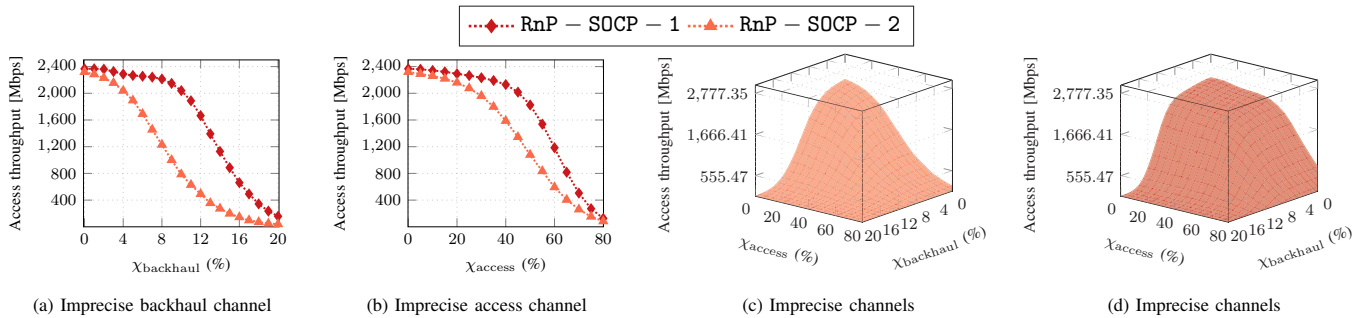 RnP − SOCP − 1 RnP − SOCP − 2
Access throughput [Mbps]
2,400
2,000
1,600
1,200
800
400
0 4 8 12 16 20
χbackhaul (%)
(a) Imprecise backhaul channel
Access throughput [Mbps]
2,400
2,000
1,600
1,200
800
400
0 20 40 60 80
χaccess (%)
(b) Imprecise access channel
Access throughput [Mbps]
2,777.35
1,666.41
555.47
0 20 40 60 80
χaccess (%)
20 16 12 8 4 0
χbackhaul (%)
(c) Imprecise channels
Access throughput [Mbps]
2,777.35
1,666.41
555.47
0 20 40 60 80
χaccess (%)
20 16 12 8 4 0
χbackhaul (%)
(d) Imprecise channels